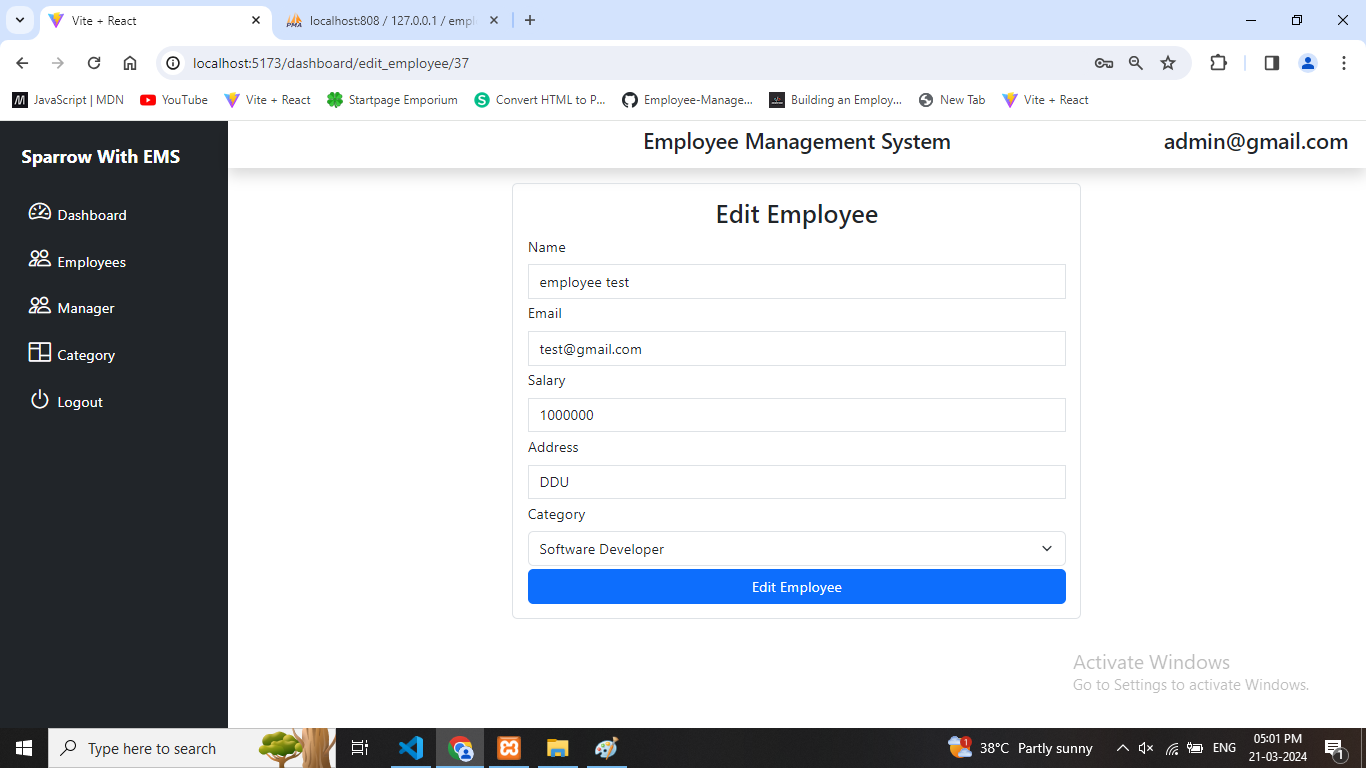 Vite + React
localhost:808 / 127.0.0.1 / empl
localhost:5173/dashboard/edit_employee/37
JavaScript | MDN
YouTube
Vite + React
Startpage Emporium
Convert HTML to P...
Employee-Manage...
Building an Employ...
New Tab
Vite + React
Sparrow With EMS
Employee Management System
admin@gmail.com
Dashboard
Employees
Manager
Category
Logout
Edit Employee
Name
employee test
Email
test@gmail.com
Salary
1000000
Address
DDU
Category
Software Developer
Edit Employee
Activate Windows
Go to Settings to activate Windows.
Type here to search
1
38°C Partly sunny
ENG
05:01 PM
21-03-2024
1